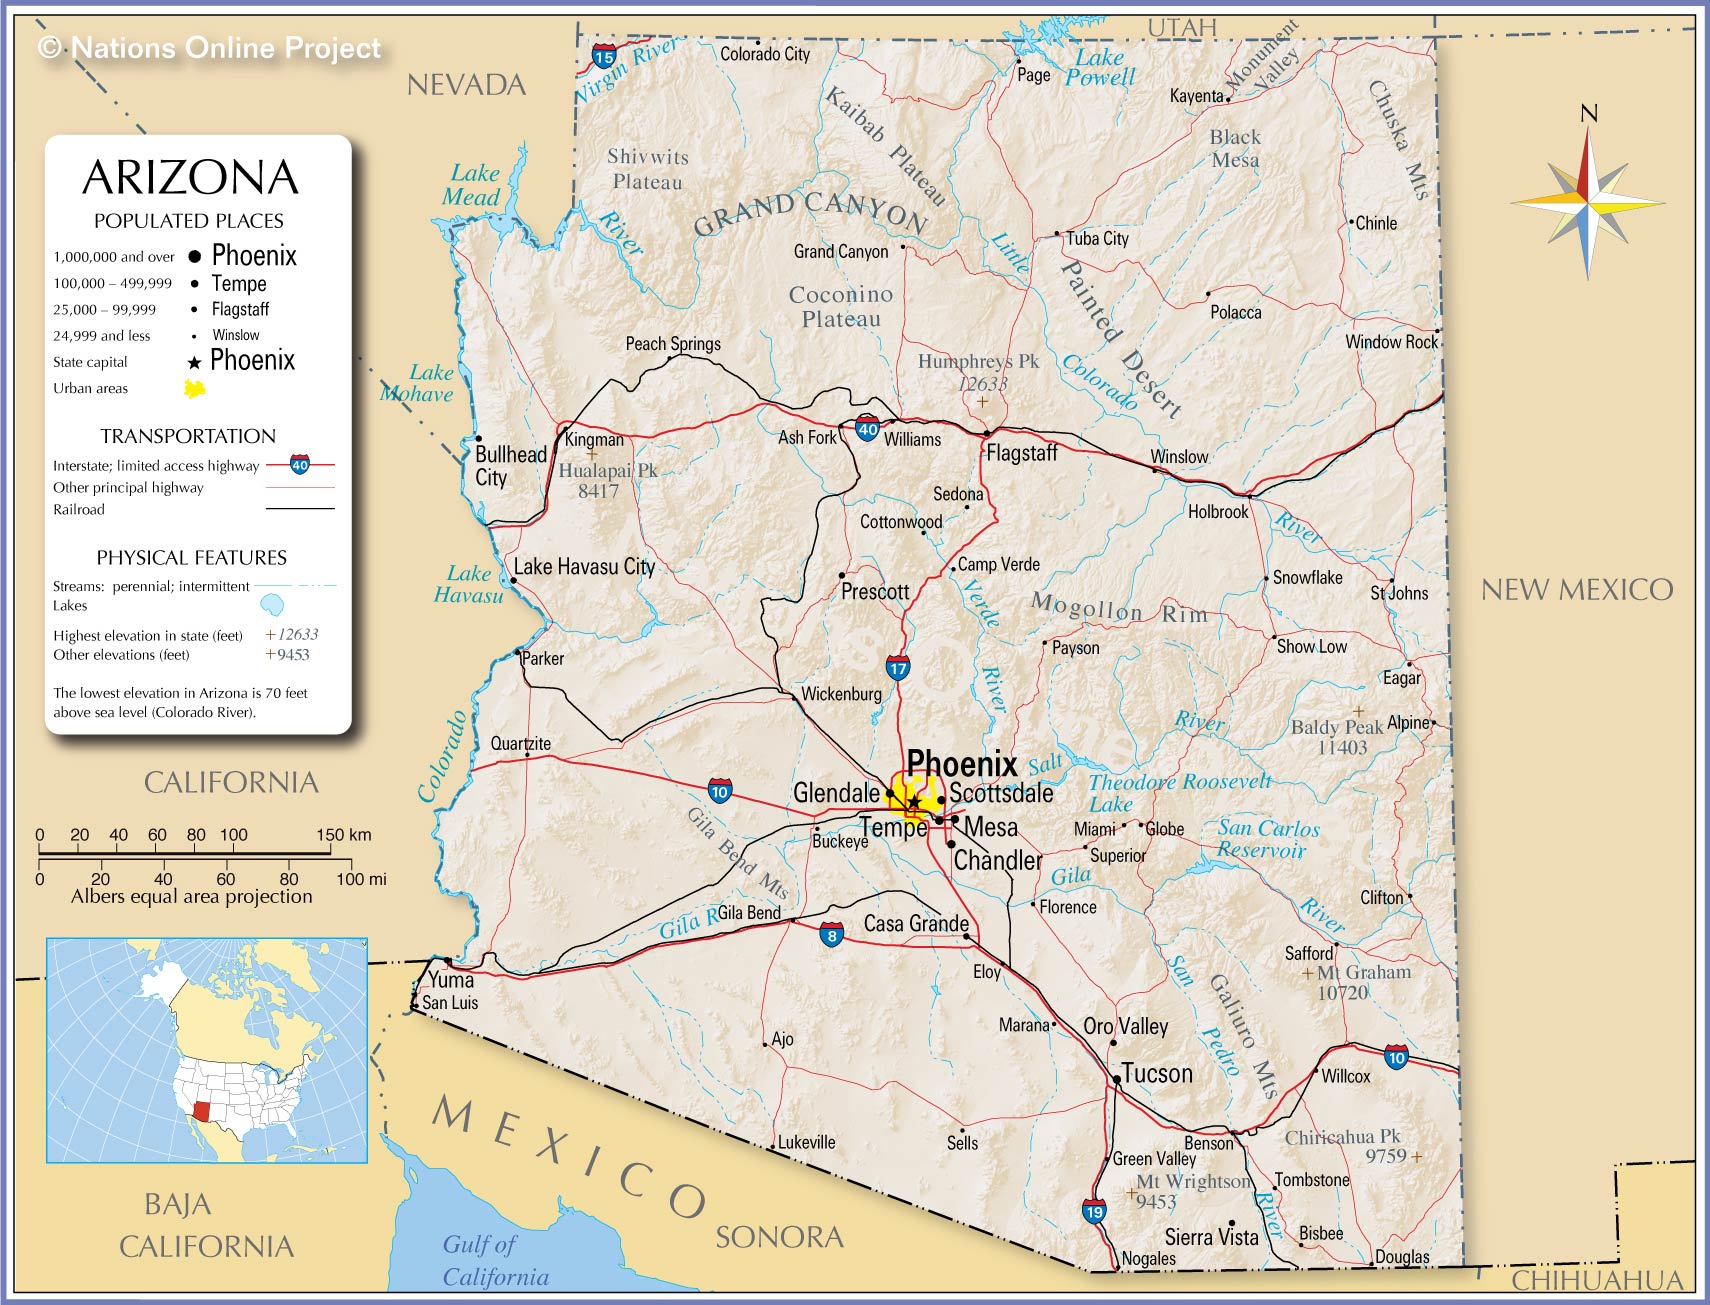 © Nations Online Project
UTAH
NEVADA
15
Virgin River
Colorado City
Page
Lake
Powell
Monument
Valley
Kayenta
Kaibab Plateau
Chuska Mts
Black
Mesa
Shivwits
Plateau
N
ARIZONA
POPULATED PLACES
1,000,000 and over Phoenix
100,000 – 499,999 Tempe
25,000 – 99,999 Flagstaff
24,999 and less Winslow
State capital Phoenix
Urban areas
TRANSPORTATION
Interstate; limited access highway 40
Other principal highway
Railroad
PHYSICAL FEATURES
Streams: perennial; intermittent
Lakes
Highest elevation in state (feet) +12633
Other elevations (feet) +9453
The lowest elevation in Arizona is 70 feet
above sea level (Colorado River).
Lake
Mead
River
GRAND CANYON
Grand Canyon
Little
Tuba City
Chinle
Painted Desert
Coconino
Plateau
Polacca
Window Rock
Peach Springs
Humphreys Pk
12633
Colorado
Lake
Mohave
Kingman
Ash Fork
40
Williams
Flagstaff
Bullhead
City
Hualapai Pk
8417
Winslow
Sedona
Holbrook
River
Cottonwood
Lake Havasu City
Lake
Havasu
Camp Verde
Prescott
Verde
Snowflake
St Johns
NEW MEXICO
Mogollon Rim
Payson
Show Low
Parker
17
River
Wickenburg
Eagar
River
Baldy Peak
11403
Alpine
Colorado
Quartzite
CALIFORNIA
Phoenix
Salt
Glendale
Scottsdale
Theodore Roosevelt
Lake
10
Tempe
Mesa
Miami
Globe
San Carlos
Reservoir
Buckeye
Chandler
Superior
Gila Bend Mts
Gila
River
Clifton
0 20 40 60 80 100 150 km
0 20 40 60 80 100 mi
Albers equal area projection
Florence
Gila R
Gila Bend
8
Casa Grande
Safford
Mt Graham
10720
Eloy
San
Pedro
Galiuro Mts
Yuma
San Luis
Marana
Oro Valley
Ajo
10
Tucson
Willcox
MEXICO
Lukeville
Sells
Benson
Chiricahua Pk
9759
Green Valley
Mt Wrightson
9453
Tombstone
River
19
Sierra Vista
Bisbee
Nogales
Douglas
BAJA
CALIFORNIA
SONORA
Gulf of
California
CHIHUAHUA